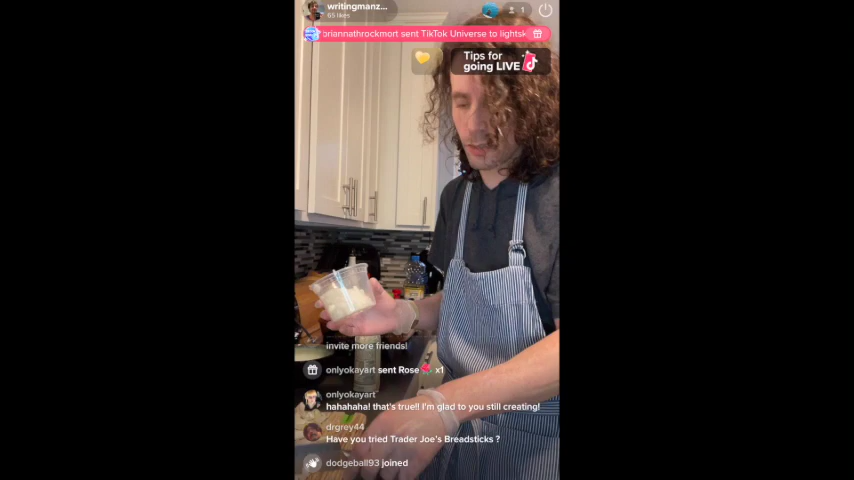 writingmanz...
65 likes
1
briannathrockmort sent TikTok Universe to lightsk
Tips for
going LIVE
invite more friends!
onlyokayart sent Rose x1
onlyokayart
hahahaha! that's true!! I'm glad to you still creating!
drgrey44
Have you tried Trader Joe's Breadsticks ?
dodgeball93 joined